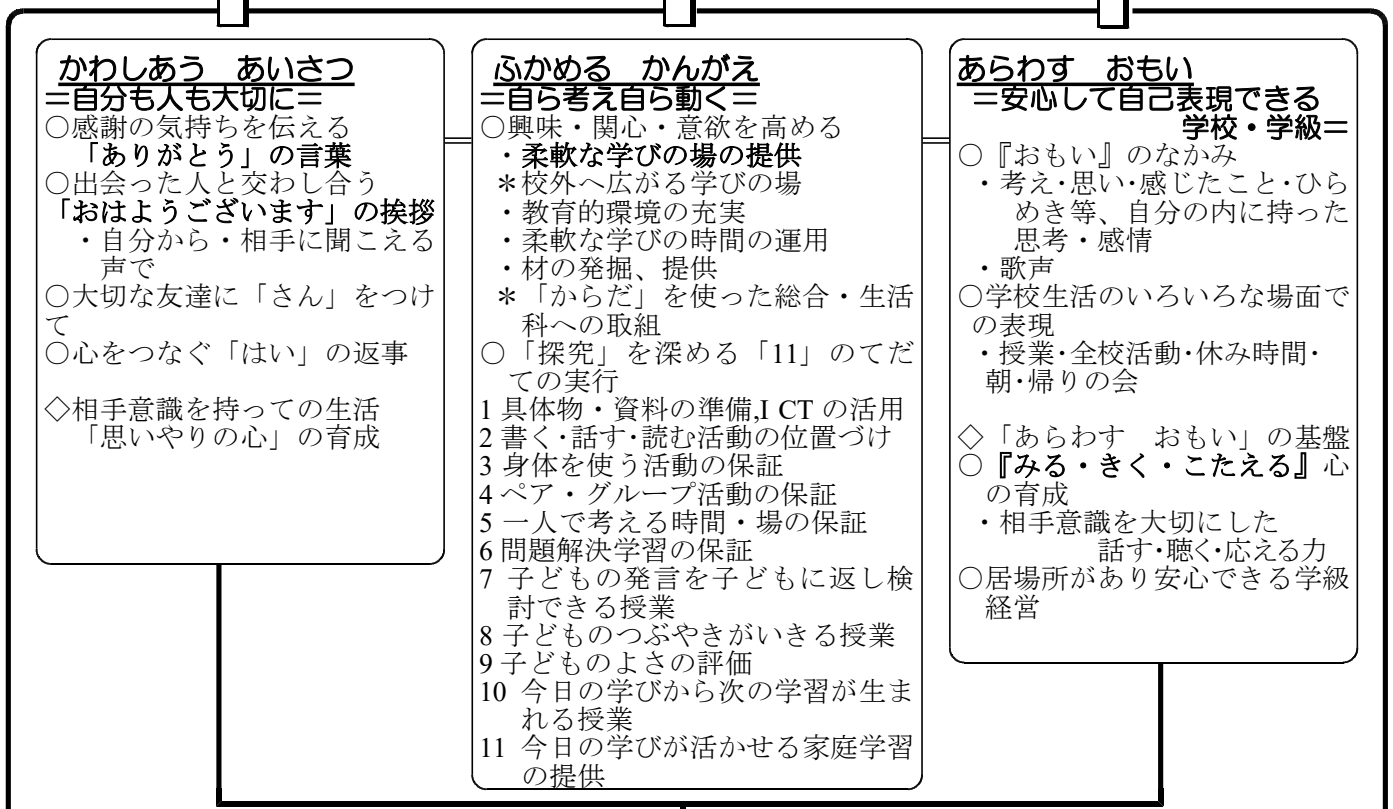 かわしあう　あいさつ
＝自分も人も大切に＝
○感謝の気持ちを伝える
「ありがとう」の言葉
○出会った人と交わし合う
「おはようございます」の挨拶
・自分から・相手に聞こえる
声で
○大切な友達に「さん」をつけ
て
○心をつなぐ「はい」の返事
◇相手意識を持っての生活
「思いやりの心」の育成
ふかめる　かんがえ
＝自ら考え自ら動く＝
○興味・関心・意欲を高める
・柔軟な学びの場の提供
＊校外へ広がる学びの場
・教育的環境の充実
・柔軟な学びの時間の運用
・材の発掘、提供
＊「からだ」を使った総合・生活
科への取組
○「探究」を深める「11」のてだ
ての実行
1 具体物・資料の準備,I CT の活用
2 書く・話す・読む活動の位置づけ
3 身体を使う活動の保証
4 ペア・グループ活動の保証
5 一人で考える時間・場の保証
6 問題解決学習の保証
7 子どもの発言を子どもに返し検
討できる授業
8 子どものつぶやきがいきる授業
9 子どものよさの評価
10 今日の学びから次の学習が生ま
れる授業
11 今日の学びが活かせる家庭学習
の提供
あらわす　おもい
＝安心して自己表現できる
学校・学級＝
○『おもい』のなかみ
・考え・思い・感じたこと・ひら
めき等、自分の内に持った
思考・感情
・歌声
○学校生活のいろいろな場面で
の表現
・授業・全校活動・休み時間・
朝・帰りの会
◇「あらわす　おもい」の基盤
○『みる・きく・こたえる』心
の育成
・相手意識を大切にした
話す・聴く・応える力
○居場所があり安心できる学級
経営